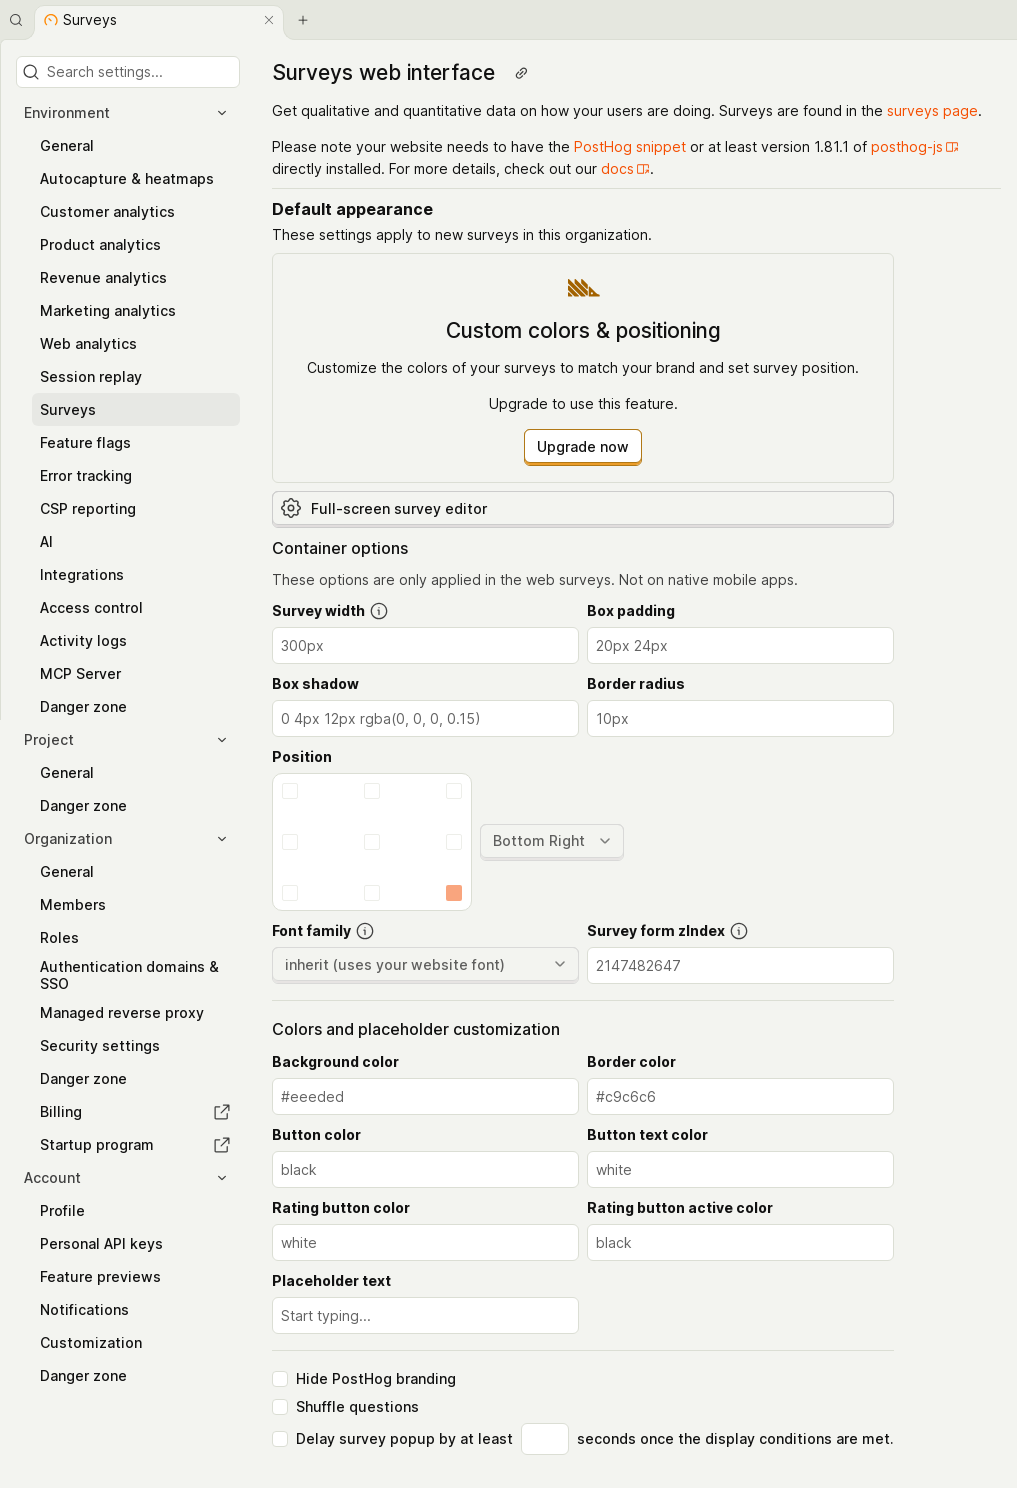 Surveys
Search settings...
Environment
General
Autocapture & heatmaps
Customer analytics
Product analytics
Revenue analytics
Marketing analytics
Web analytics
Session replay
Surveys
Feature flags
Error tracking
CSP reporting
AI
Integrations
Access control
Activity logs
MCP Server
Danger zone
Project
General
Danger zone
Organization
General
Members
Roles
Authentication domains &
SSO
Managed reverse proxy
Security settings
Danger zone
Billing
Startup program
Account
Profile
Personal API keys
Feature previews
Notifications
Customization
Danger zone
Surveys web interface
Get qualitative and quantitative data on how your users are doing. Surveys are found in the surveys page.
Please note your website needs to have the PostHog snippet or at least version 1.81.1 of posthog-js
directly installed. For more details, check out our docs.
Default appearance
These settings apply to new surveys in this organization.
Custom colors & positioning
Customize the colors of your surveys to match your brand and set survey position.
Upgrade to use this feature.
Upgrade now
Full-screen survey editor
Container options
These options are only applied in the web surveys. Not on native mobile apps.
Survey width Box padding
300px 20px 24px
Box shadow Border radius
0 4px 12px rgba(0, 0, 0, 0.15) 10px
Position
Bottom Right
Font family Survey form zIndex
inherit (uses your website font) 2147482647
Colors and placeholder customization
Background color Border color
#eeeded #c9c6c6
Button color Button text color
black white
Rating button color Rating button active color
white black
Placeholder text
Start typing...
Hide PostHog branding
Shuffle questions
Delay survey popup by at least seconds once the display conditions are met.